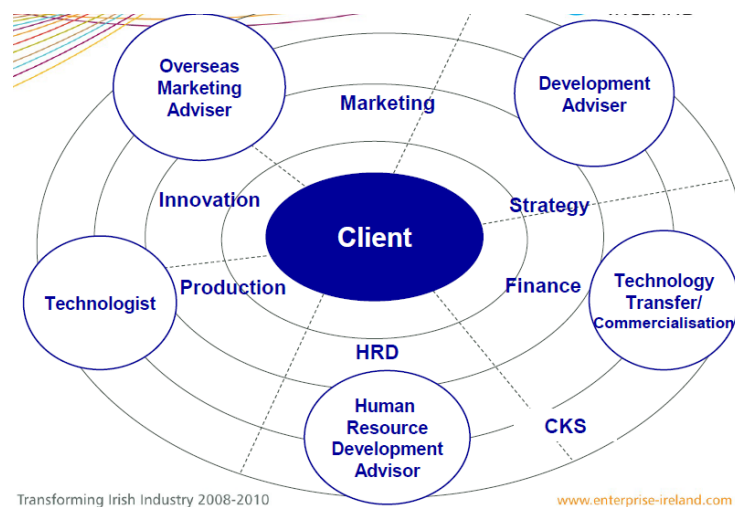 Overseas
Marketing
Adviser
Marketing
Development
Adviser
Innovation
Strategy
Client
Technologist
Production
Finance
Technology
Transfer/
Commercialisation
HRD
Human
Resource
Development
Advisor
CKS
Transforming Irish Industry 2008-2010
www.enterprise-ireland.com